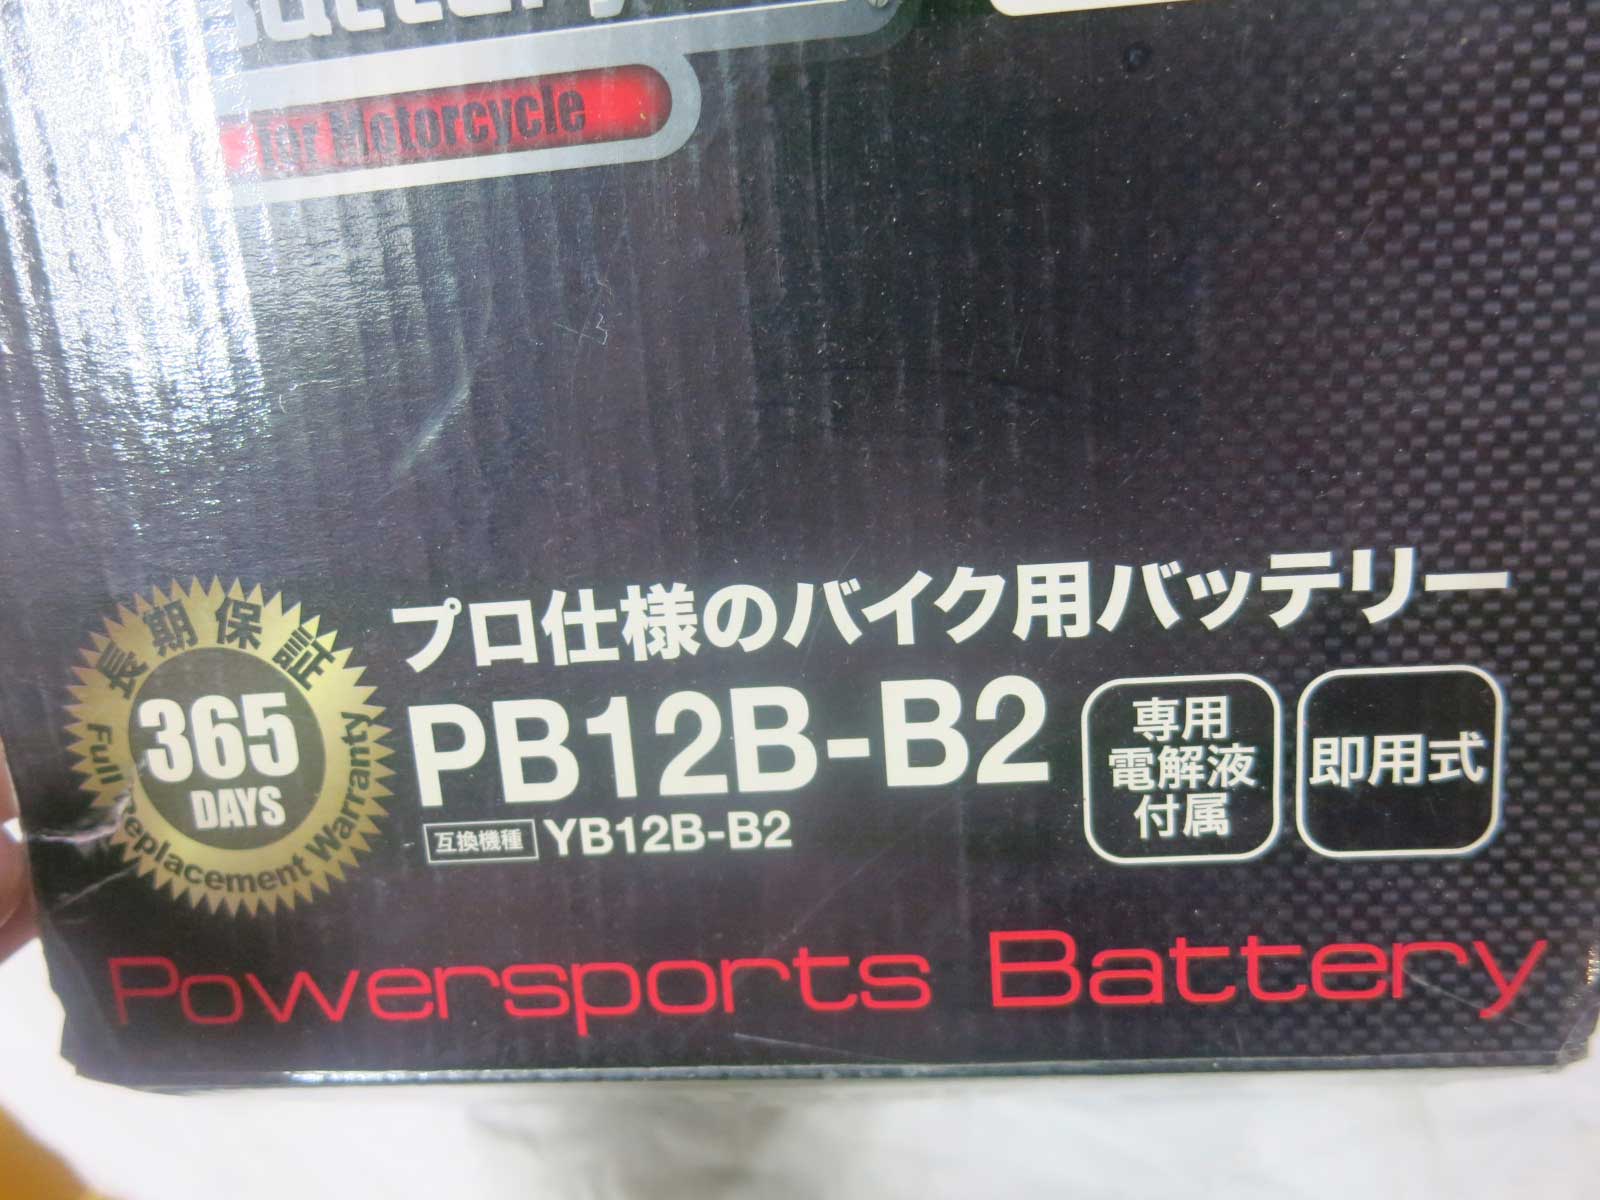 Battery
for Motorcycle
プロ仕様のバイク用バッテリー
長期保証
365
DAYS
Full Replacement Warranty
PB12B-B2
互換機種 YB12B-B2
専用
電解液
付属
即用式
Powersports Battery